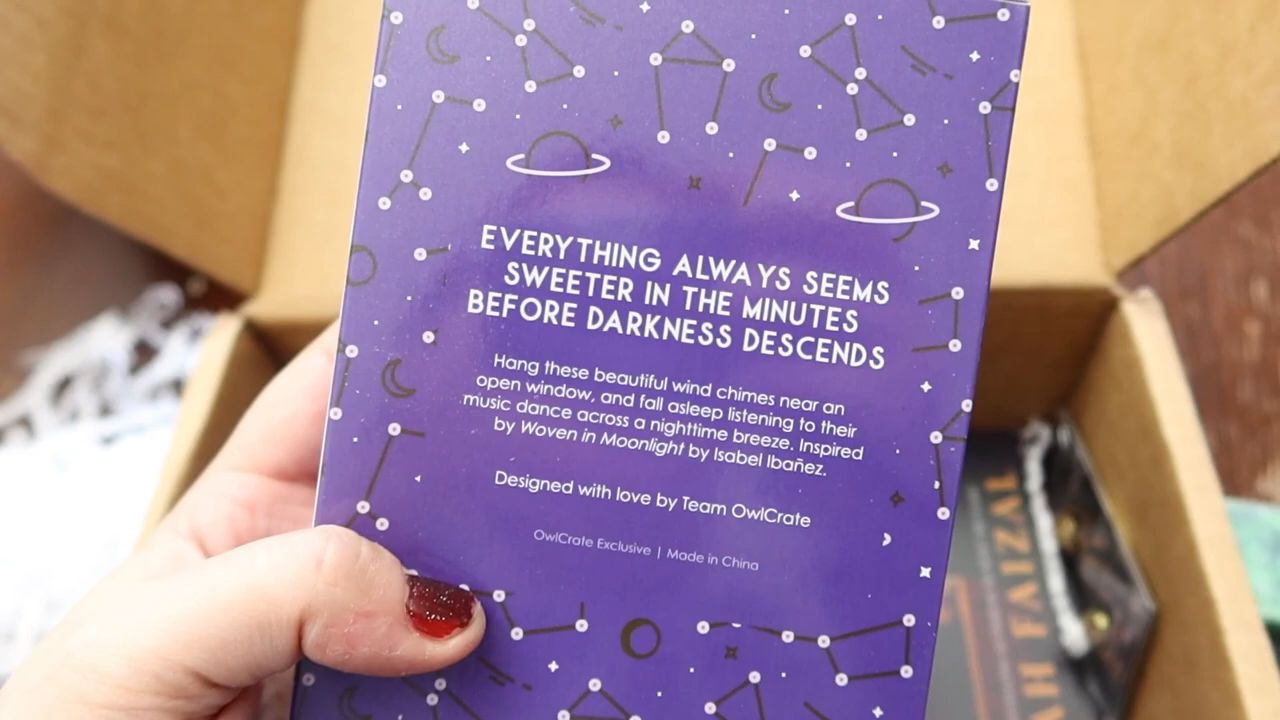 EVERYTHING ALWAYS SEEMS
SWEETER IN THE MINUTES
BEFORE DARKNESS DESCENDS
Hang these beautiful wind chimes near an
open window, and fall asleep listening to their
music dance across a nighttime breeze. Inspired
by Woven in Moonlight by Isabel Ibañez.
Designed with love by Team OwlCrate
OwlCrate Exclusive | Made in China
AH FAIZAL